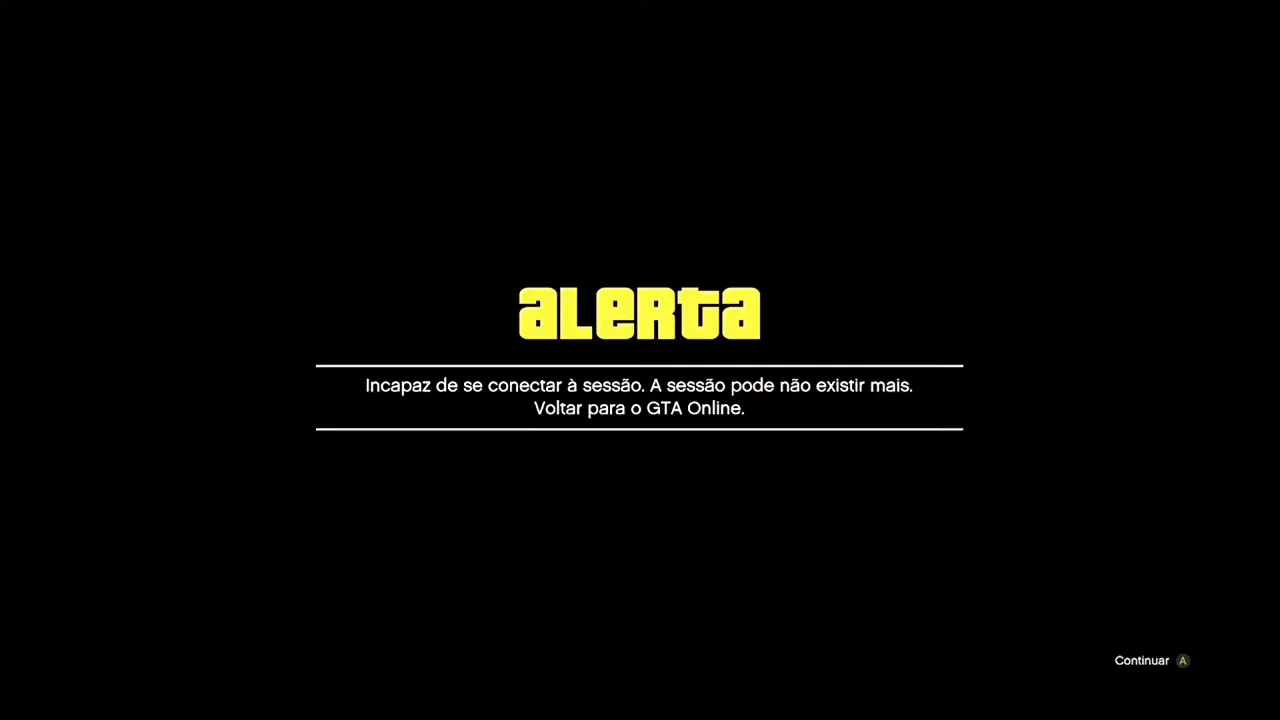 alerta
Incapaz de se conectar à sessão. A sessão pode não existir mais.
Voltar para o GTA Online.
Continuar A